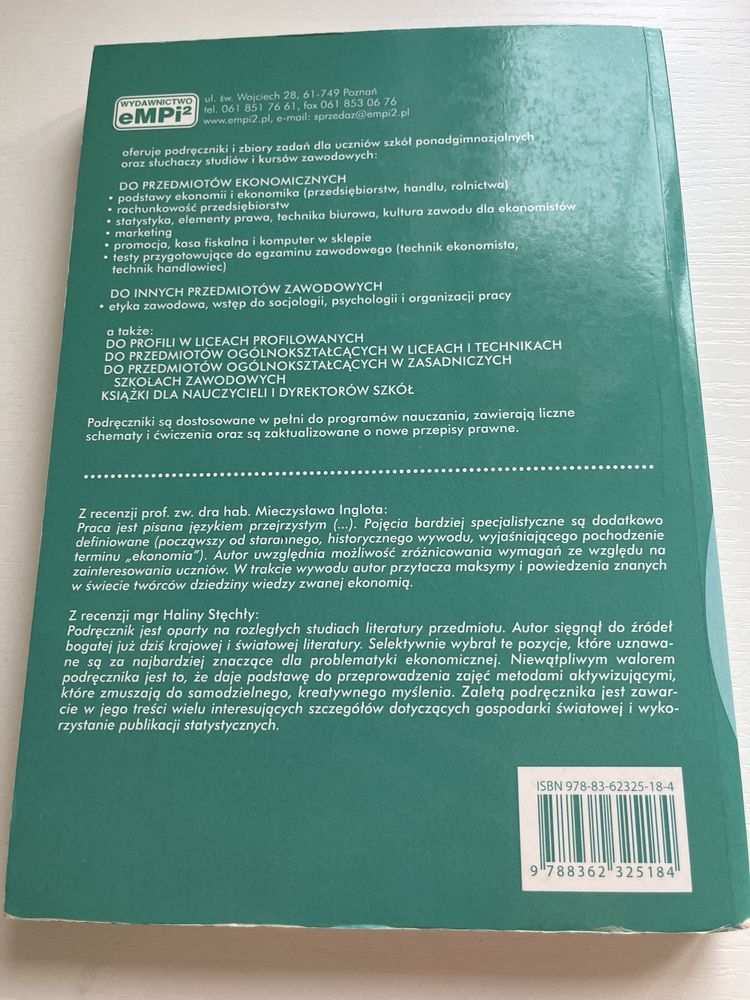 WYDAWNICTWO
eMPi²
ul. św. Wojciech 28, 61-749 Poznań
tel. 061 851 76 61, fax 061 853 06 76
www.empi2.pl, e-mail: sprzedaz@empi2.pl
oferuje podręczniki i zbiory zadań dla uczniów szkół ponadgimnazjalnych
oraz słuchaczy studiów i kursów zawodowych:
DO PRZEDMIOTÓW EKONOMICZNYCH
• podstawy ekonomii i ekonomika (przedsiębiorstw, handlu, rolnictwa)
• rachunkowość przedsiębiorstw
• statystyka, elementy prawa, technika biurowa, kultura zawodu dla ekonomistów
• marketing
• promocja, kasa fiskalna i komputer w sklepie
• testy przygotowujące do egzaminu zawodowego (technik ekonomista,
technik handlowiec)
DO INNYCH PRZEDMIOTÓW ZAWODOWYCH
• etyka zawodowa, wstęp do socjologii, psychologii i organizacji pracy
a także:
DO PROFILI W LICEACH PROFILOWANYCH
DO PRZEDMIOTÓW OGÓLNOKSZTAŁCĄCYCH W LICEACH I TECHNIKACH
DO PRZEDMIOTÓW OGÓLNOKSZTAŁCĄCYCH W ZASADNICZYCH
SZKOŁACH ZAWODOWYCH
KSIĄŻKI DLA NAUCZYCIELI I DYREKTORÓW SZKÓŁ
Podręczniki są dostosowane w pełni do programów nauczania, zawierają liczne
schematy i ćwiczenia oraz są zaktualizowane o nowe przepisy prawne.
Z recenzji prof. zw. dra hab. Mieczysława Inglota:
Praca jest pisana językiem przejrzystym (...). Pojęcia bardziej specjalistyczne są dodatkowo
definiowane (począwszy od starannego, historycznego wywodu, wyjaśniającego pochodzenie
terminu „ekonomia”). Autor uwzględnia możliwość zróżnicowania wymagań ze względu na
zainteresowania uczniów. W trakcie wywodu autor przytacza maksymy i powiedzenia znanych
w świecie twórców dziedziny wiedzy zwanej ekonomią.
Z recenzji mgr Haliny Stęchły:
Podręcznik jest oparty na rozległych studiach literatury przedmiotu. Autor sięgnął do źródeł
bogatej już dziś krajowej i światowej literatury. Selektywnie wybrał te pozycje, które uznawa-
ne są za najbardziej znaczące dla problematyki ekonomicznej. Niewątpliwym walorem
podręcznika jest to, że daje podstawę do przeprowadzenia zajęć metodami aktywizującymi,
które zmuszają do samodzielnego, kreatywnego myślenia. Zaletą podręcznika jest zawar-
cie w jego treści wielu interesujących szczegółów dotyczących gospodarki światowej i wyko-
rzystanie publikacji statystycznych.
ISBN 978-83-62325-18-4
9 788362 325184